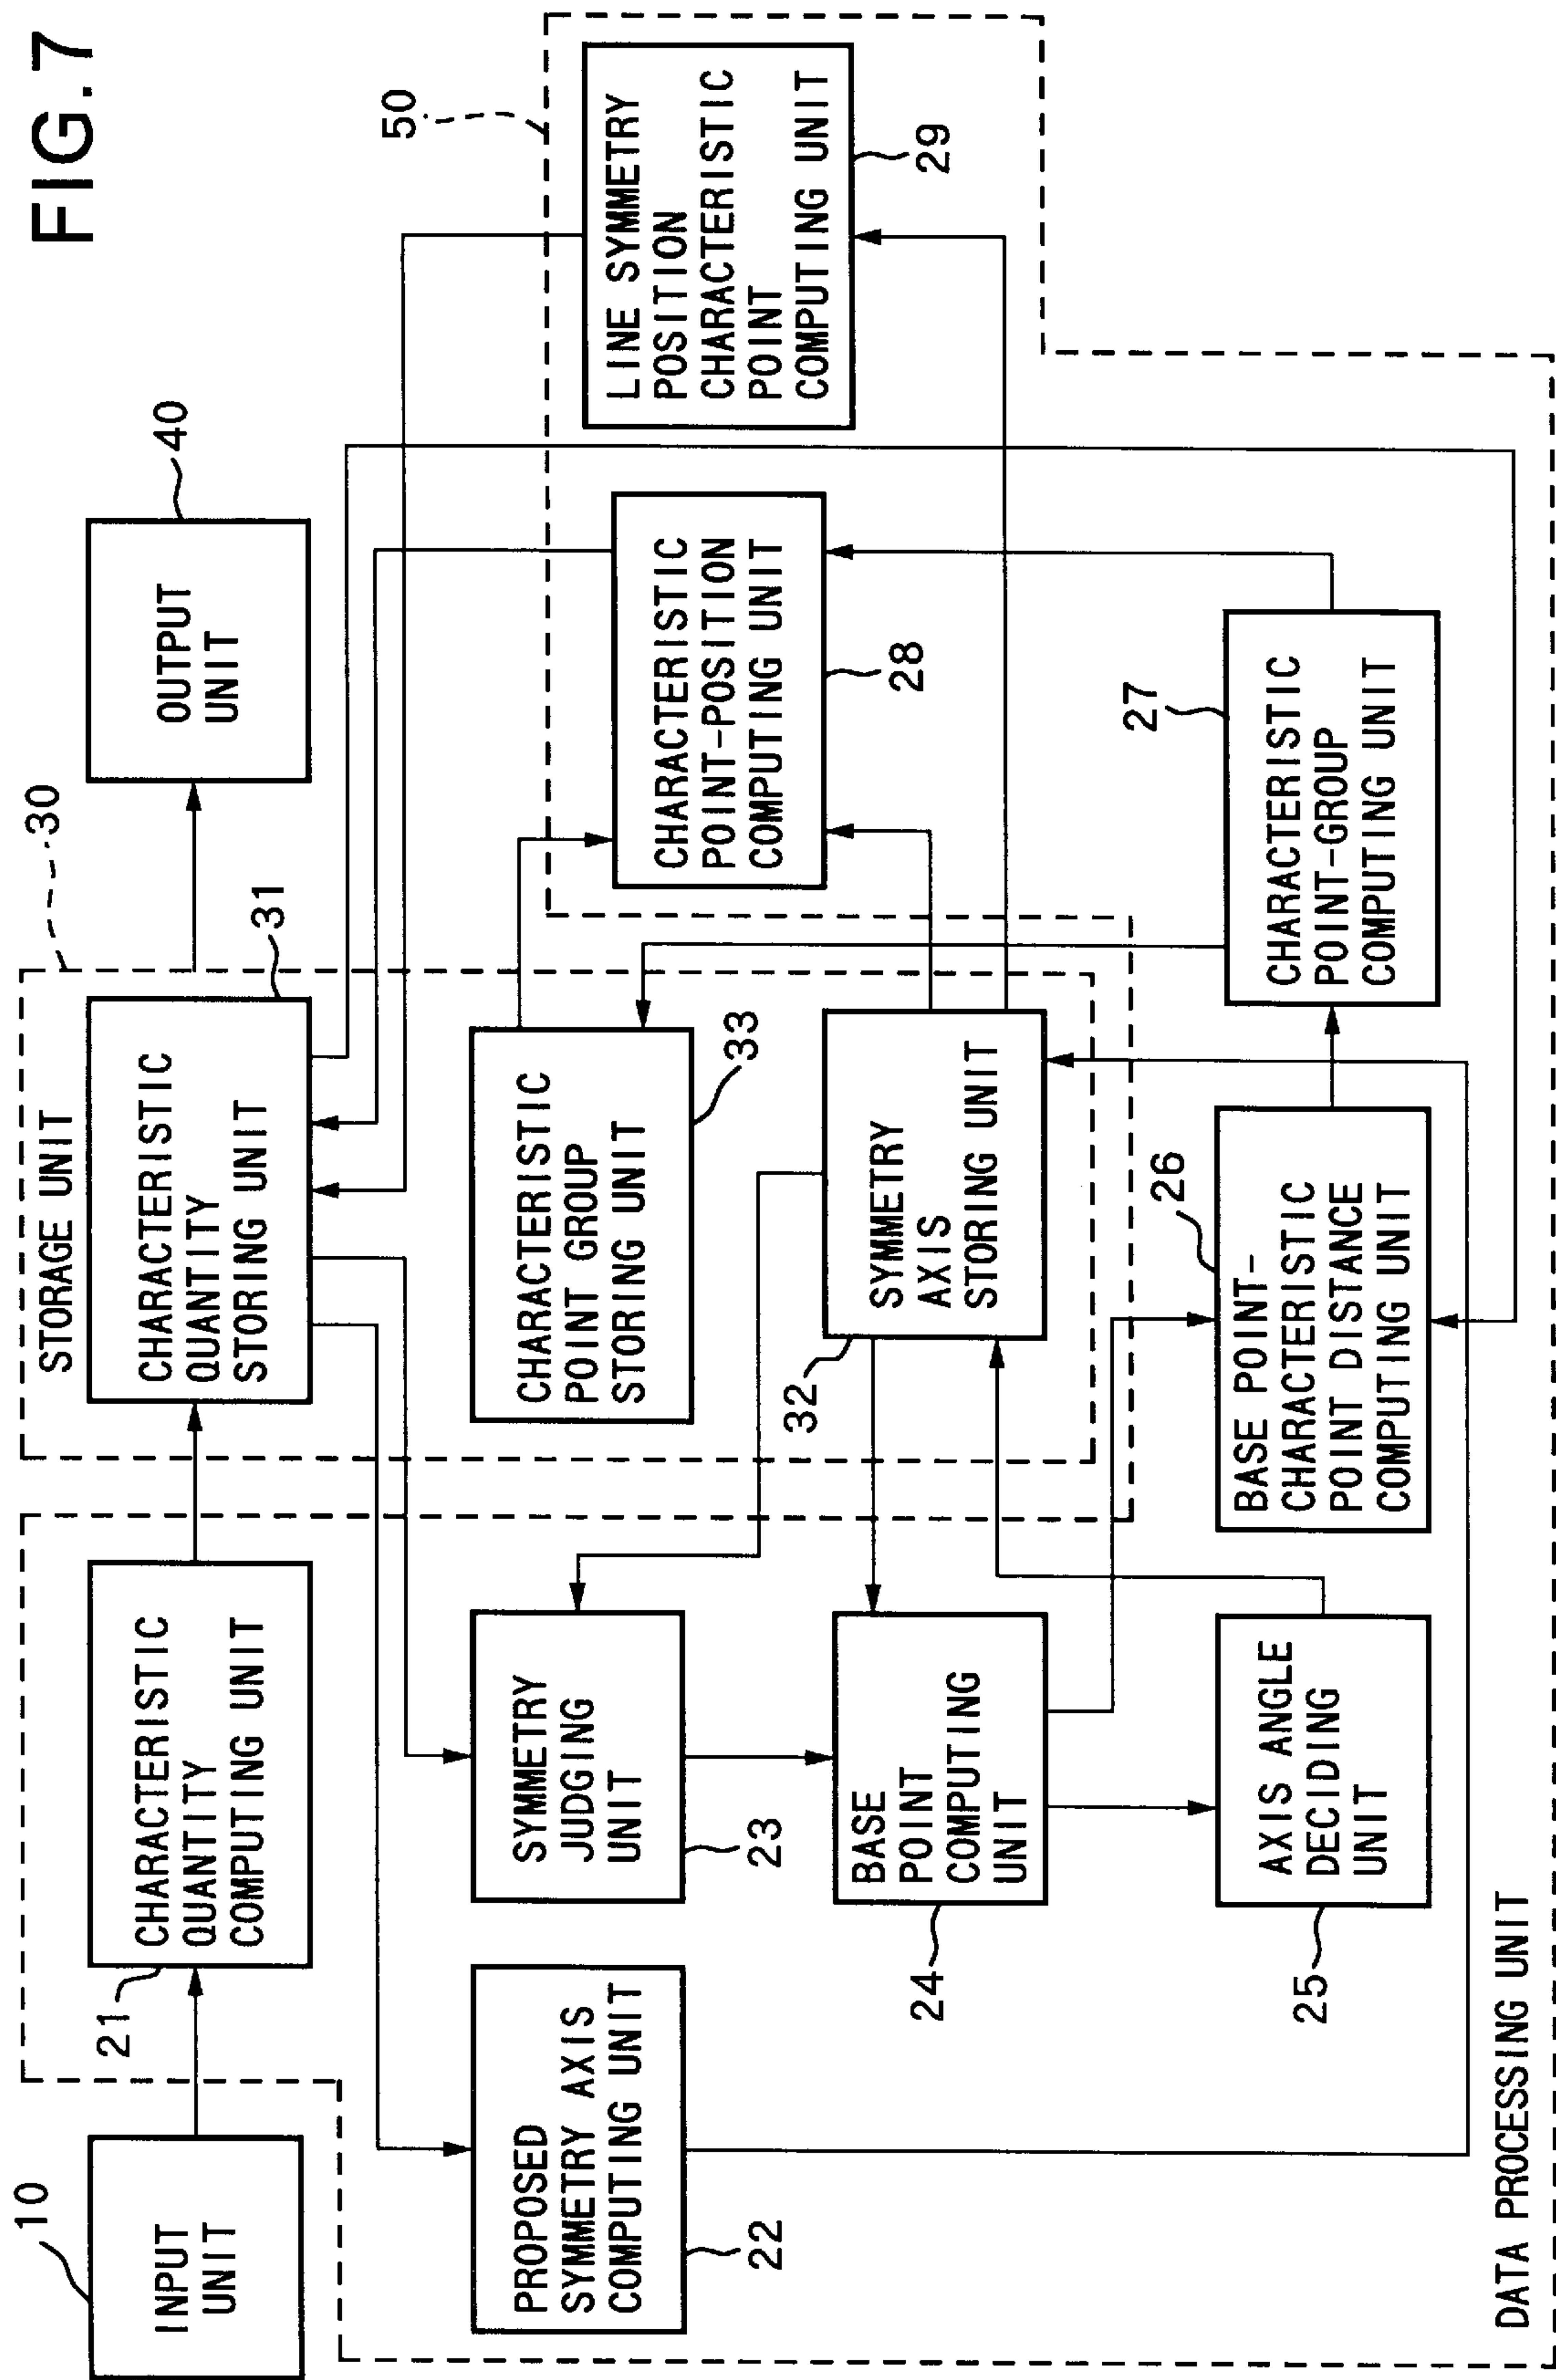 FIG.7
10
INPUT
UNIT
21
CHARACTERISTIC
QUANTITY
COMPUTING UNIT
STORAGE UNIT
30
CHARACTERISTIC
QUANTITY
STORING UNIT
31
OUTPUT
UNIT
40
50
PROPOSED
SYMMETRY AXIS
COMPUTING UNIT
22
SYMMETRY
JUDGING
UNIT
23
CHARACTERISTIC
POINT GROUP
STORING UNIT
33
CHARACTERISTIC
POINT-POSITION
COMPUTING UNIT
28
LINE SYMMETRY
POSITION
CHARACTERISTIC
POINT
COMPUTING UNIT
29
BASE
POINT
COMPUTING
UNIT
24
SYMMETRY
AXIS
STORING UNIT
32
AXIS ANGLE
DECIDING
UNIT
25
BASE POINT-
CHARACTERISTIC
POINT DISTANCE
COMPUTING UNIT
26
CHARACTERISTIC
POINT-GROUP
COMPUTING UNIT
27
DATA PROCESSING UNIT